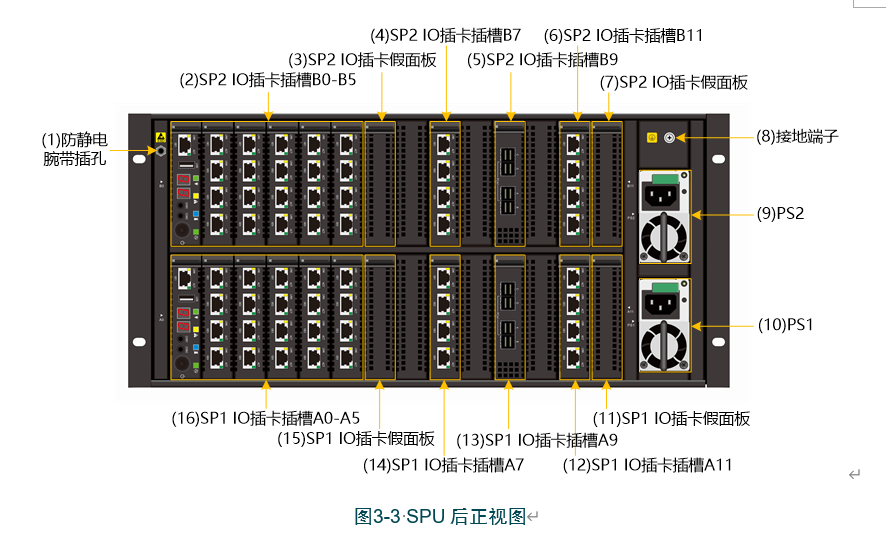 (4)SP2 IO插卡插槽B7
(6)SP2 IO插卡插槽B11
(3)SP2 IO插卡假面板
(5)SP2 IO插卡插槽B9
(2)SP2 IO插卡插槽B0-B5
(7)SP2 IO插卡假面板
(1)防静电
腕带插孔
(8)接地端子
(9)PS2
(10)PS1
(16)SP1 IO插卡插槽A0-A5
(11)SP1 IO插卡假面板
(15)SP1 IO插卡假面板
(13)SP1 IO插卡插槽A9
(14)SP1 IO插卡插槽A7
(12)SP1 IO插卡插槽A11
图3-3·SPU 后正视图